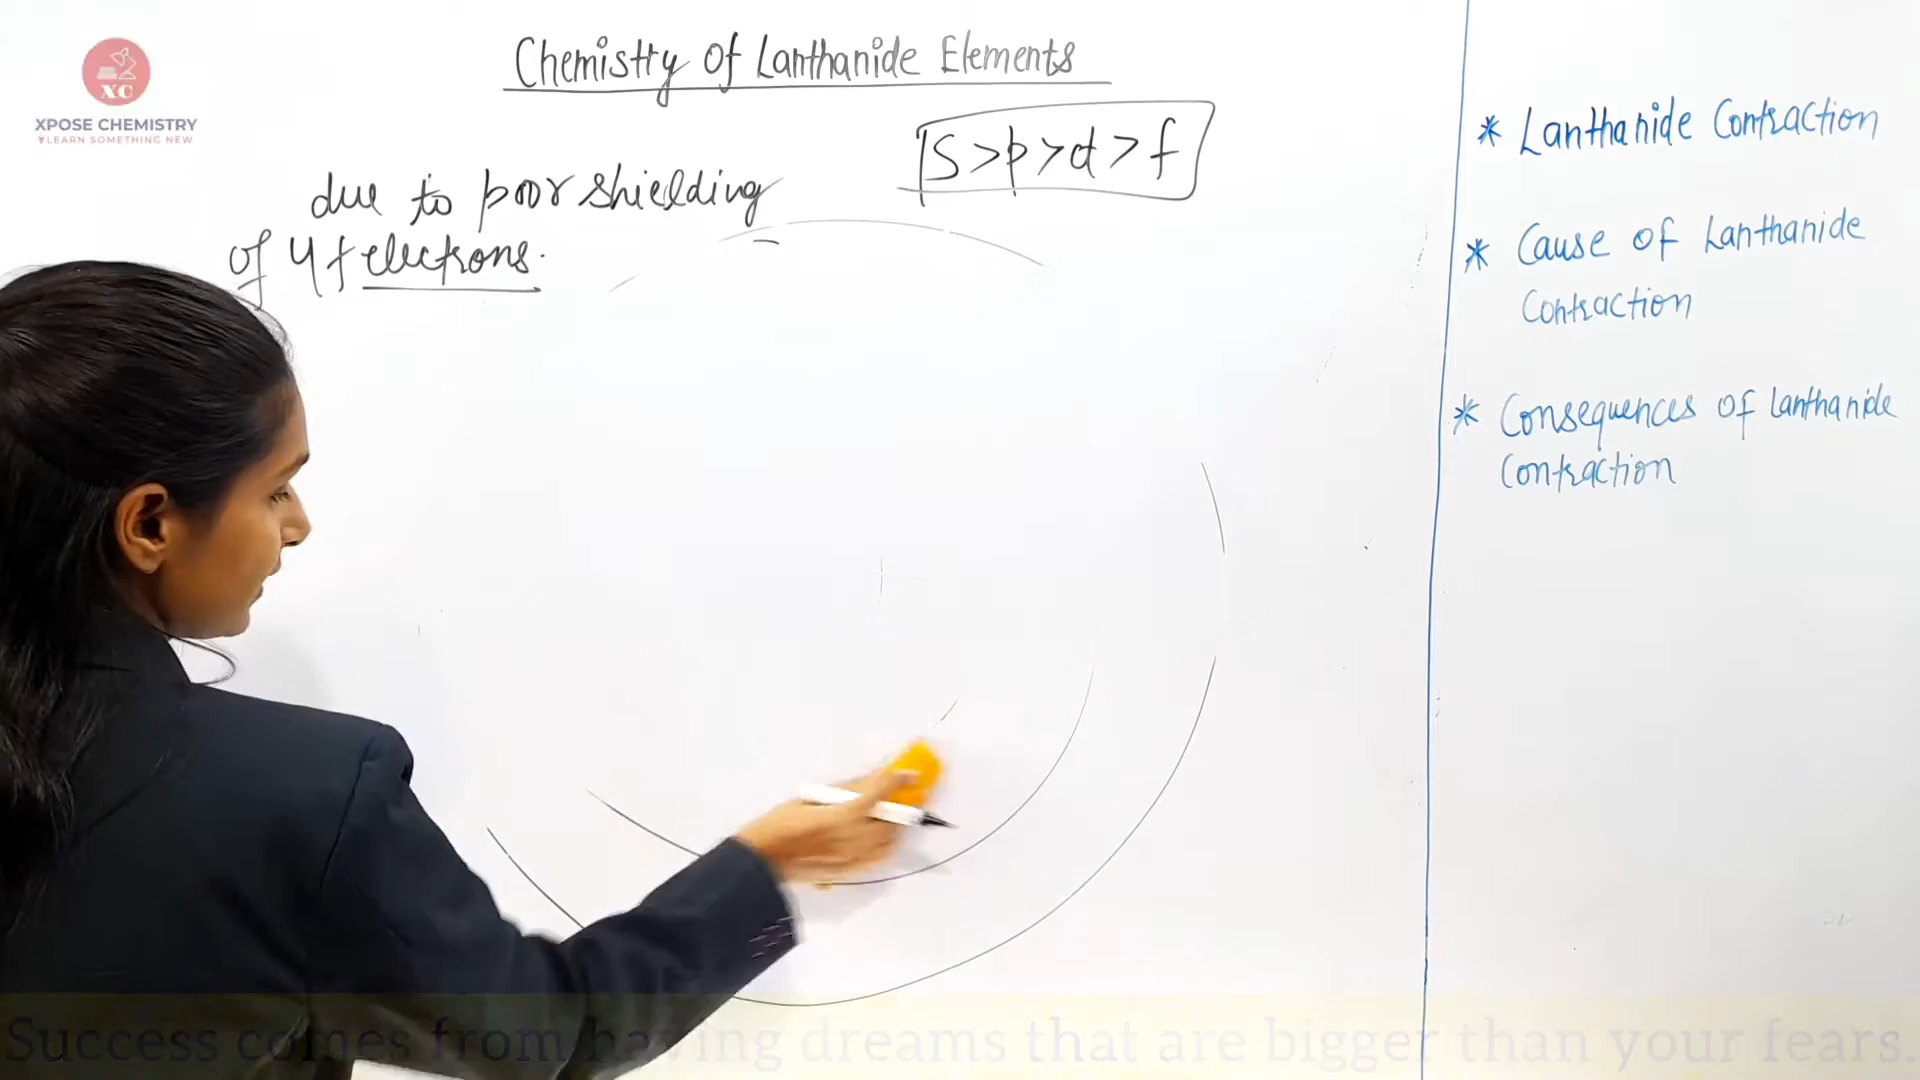 Chemistry Of Lanthanide Elements
XC
XPOSE CHEMISTRY
LEARN SOMETHING NEW
S > p > d > f
due to poor shielding
of 4f electrons.
* Lanthanide Contraction
* Cause of Lanthanide
Contraction
* Consequences of Lanthanide
Contraction
Success comes from having dreams that are bigger than your fears.